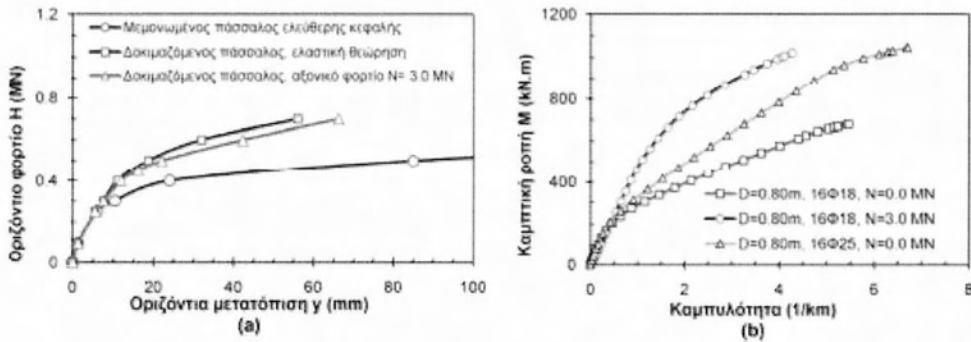 1.2
0.8
0.4
0
Οριζόντιο φορτίο H (MN)
Μεμονωμένος πάσσαλος ελεύθερης κεφαλής
Δοκιμαζόμενος πάσσαλος, ελαστική θεώρηση
Δοκιμαζόμενος πάσσαλος, αξονικό φορτίο N= 3.0 MN
0 20 40 60 80 100
Οριζόντια μετατόπιση y (mm)
(a)
1200
800
400
0
Καμπτική ροπή M (kN.m)
D=0.80m, 16Φ18, N=0.0 MN
D=0.80m, 16Φ18, N=3.0 MN
D=0.80m, 16Φ25, N=0.0 MN
0 2 4 6 8
Καμπυλότητα (1/km)
(b)